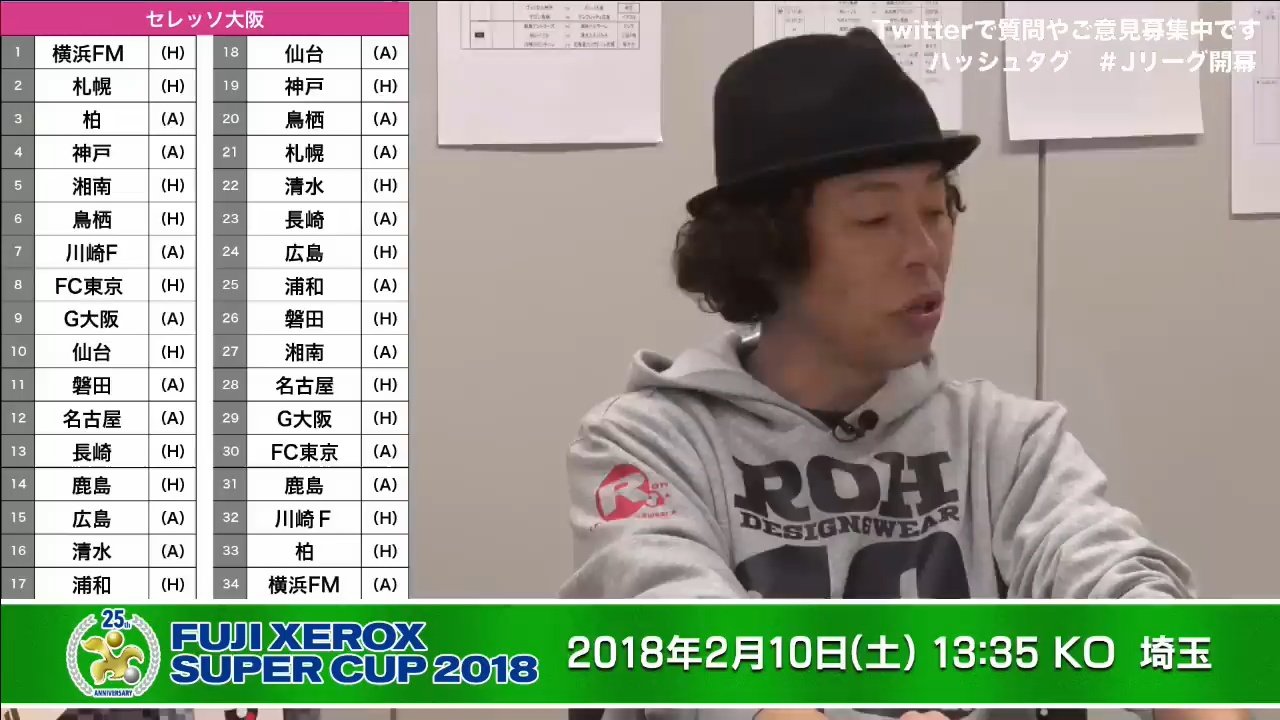 セレッソ大阪
1 横浜FM (H)
2 札幌 (H)
3 柏 (A)
4 神戸 (A)
5 湘南 (H)
6 鳥栖 (H)
7 川崎F (A)
8 FC東京 (H)
9 G大阪 (A)
10 仙台 (H)
11 磐田 (A)
12 名古屋 (A)
13 長崎 (H)
14 鹿島 (H)
15 広島 (A)
16 清水 (A)
17 浦和 (H)
18 仙台 (A)
19 神戸 (H)
20 鳥栖 (A)
21 札幌 (A)
22 清水 (H)
23 長崎 (A)
24 広島 (H)
25 浦和 (A)
26 磐田 (H)
27 湘南 (A)
28 名古屋 (H)
29 G大阪 (H)
30 FC東京 (A)
31 鹿島 (A)
32 川崎F (H)
33 柏 (H)
34 横浜FM (A)
Twitterで質問やご意見募集中です
ハッシュタグ ＃Jリーグ開幕
ROH
DESIGN&WEAR
25th
ANNIVERSARY
FUJI XEROX
SUPER CUP 2018
2018年2月10日(土) 13:35 KO 埼玉